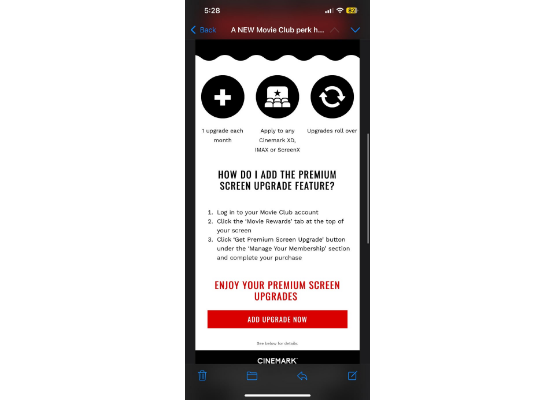 5:28
82
Back
A NEW Movie Club perk h...
1 upgrade each
month
Apply to any
Cinemark XD,
IMAX or ScreenX
Upgrades roll over
HOW DO I ADD THE PREMIUM
SCREEN UPGRADE FEATURE?
1. Log in to your Movie Club account
2. Click the 'Movie Rewards' tab at the top of
your screen
3. Click 'Get Premium Screen Upgrade' button
under the 'Manage Your Membership' section
and complete your purchase
ENJOY YOUR PREMIUM SCREEN
UPGRADES
ADD UPGRADE NOW
See below for details.
CINEMARK